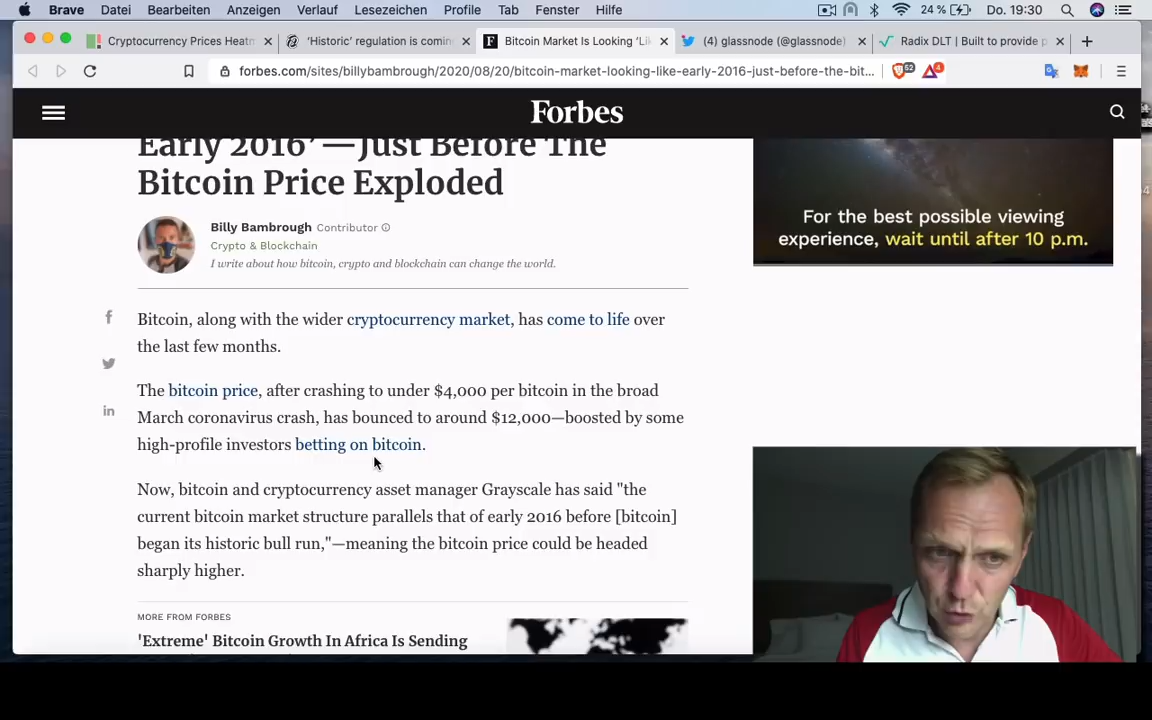 Brave Datei Bearbeiten Anzeigen Verlauf Lesezeichen Profile Tab Fenster Hilfe 24 % Do. 19:30
Cryptocurrency Prices Heatm
'Historic' regulation is comin
Bitcoin Market Is Looking 'Li
(4) glassnode (@glassnode)
Radix DLT | Built to provide p
forbes.com/sites/billybambrough/2020/08/20/bitcoin-market-looking-like-early-2016-just-before-the-bit...
52
4
Forbes
Early 2016'—Just Before The
Bitcoin Price Exploded
Billy Bambrough Contributor
Crypto & Blockchain
I write about how bitcoin, crypto and blockchain can change the world.
For the best possible viewing
experience, wait until after 10 p.m.
Bitcoin, along with the wider cryptocurrency market, has come to life over
the last few months.
The bitcoin price, after crashing to under $4,000 per bitcoin in the broad
March coronavirus crash, has bounced to around $12,000—boosted by some
high-profile investors betting on bitcoin.
Now, bitcoin and cryptocurrency asset manager Grayscale has said "the
current bitcoin market structure parallels that of early 2016 before [bitcoin]
began its historic bull run,"—meaning the bitcoin price could be headed
sharply higher.
MORE FROM FORBES
'Extreme' Bitcoin Growth In Africa Is Sending